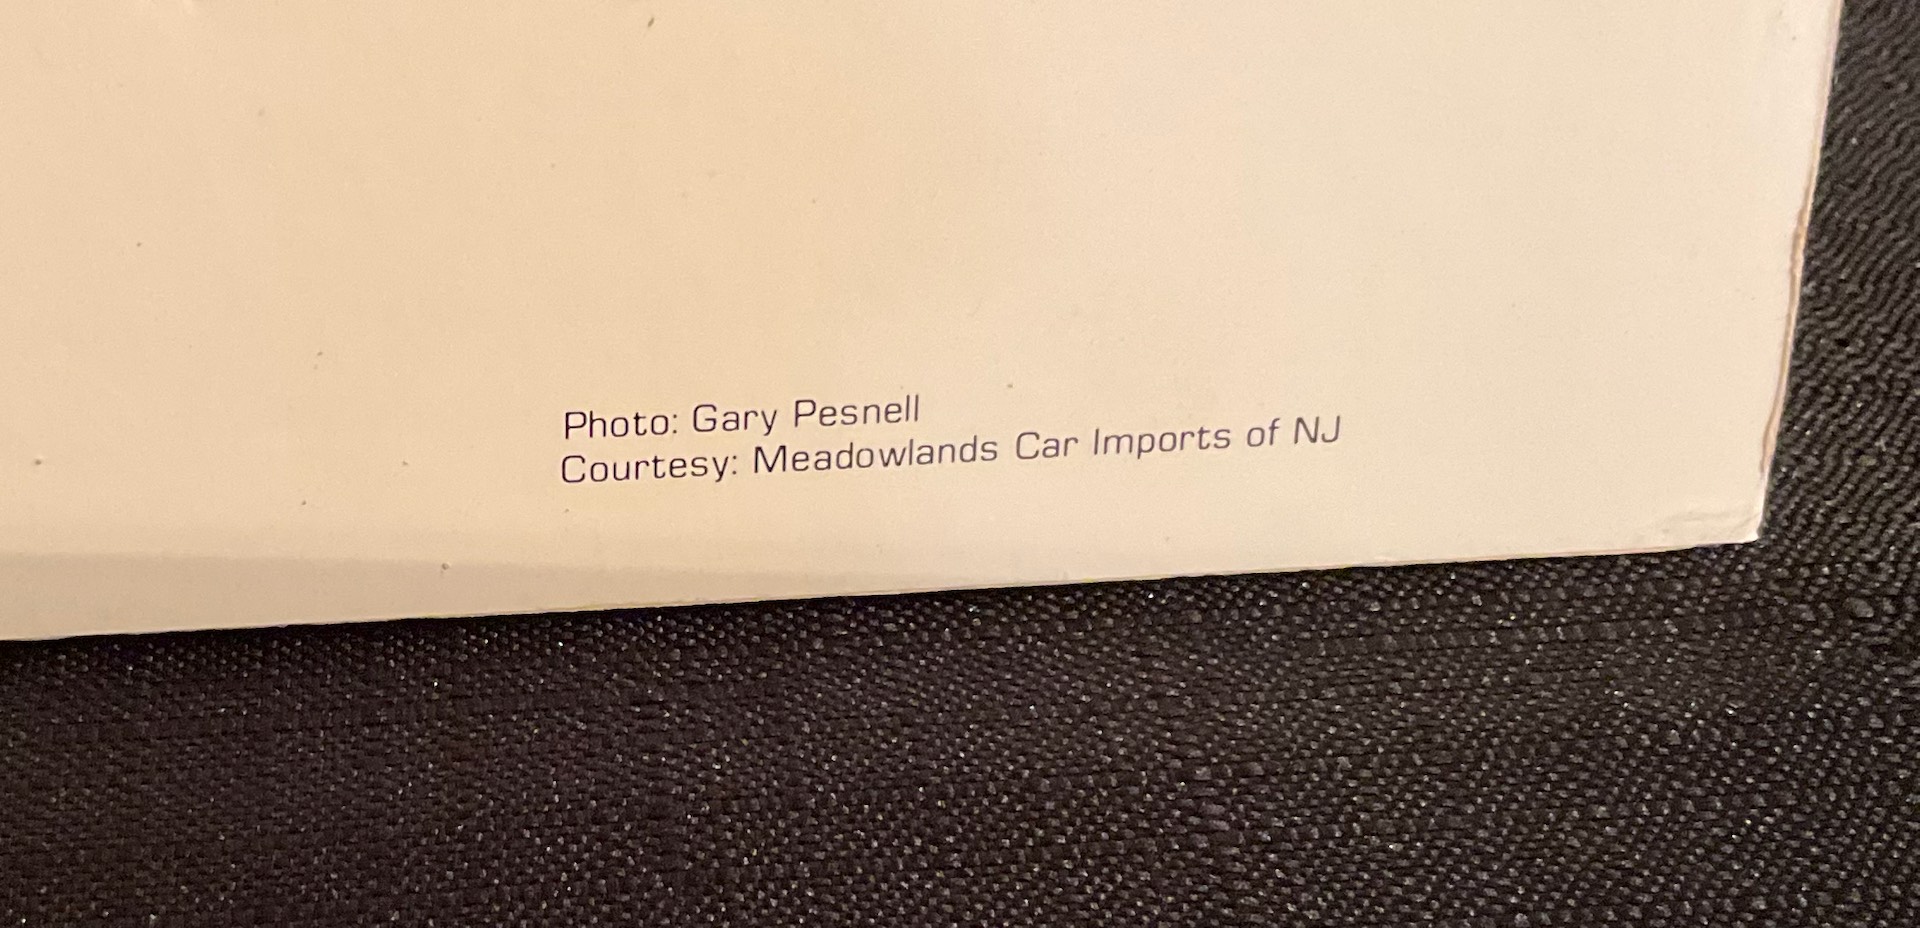 Photo: Gary Pesnell
Courtesy: Meadowlands Car Imports of NJ